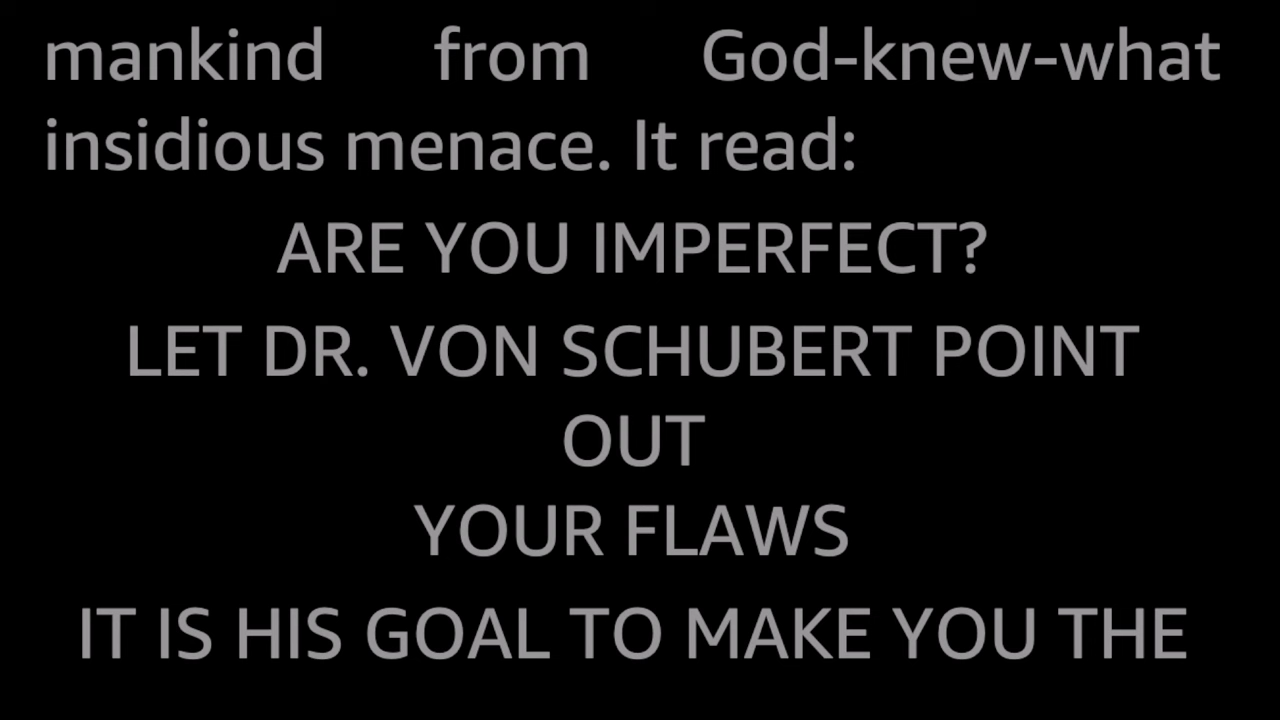 mankind from God-knew-what
insidious menace. It read:
ARE YOU IMPERFECT?
LET DR. VON SCHUBERT POINT
OUT
YOUR FLAWS
IT IS HIS GOAL TO MAKE YOU THE